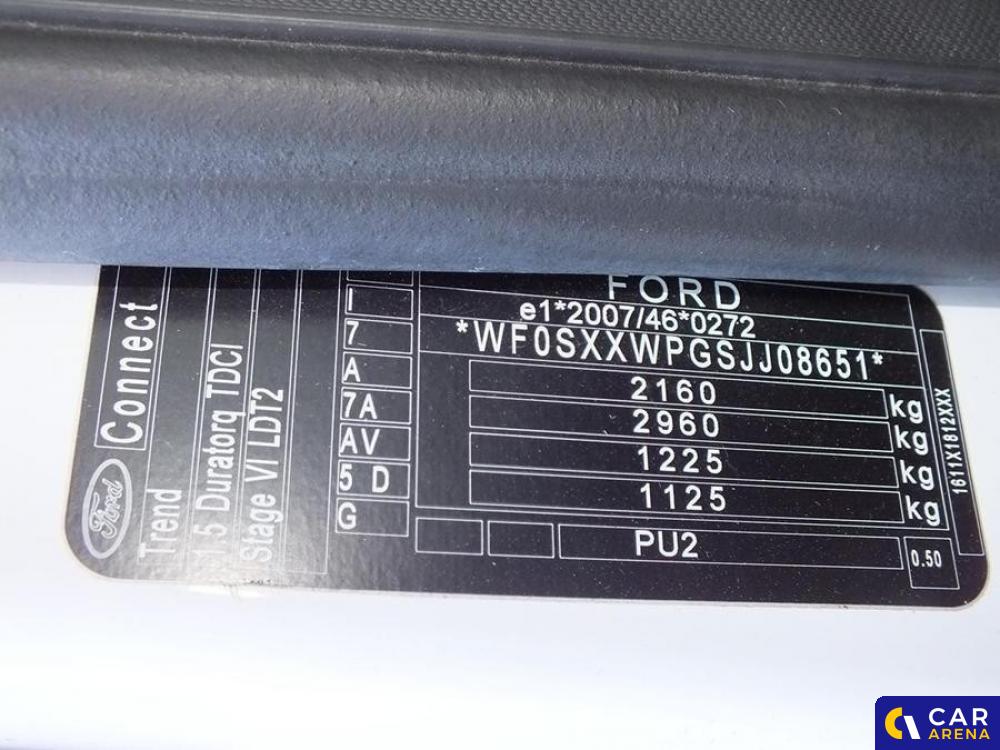 Ford
Connect
Trend
1.5 Duratorq TDCI
Stage VI LDT2
I
7
A
7A
AV
5 D
G
FORD
e1*2007/46*0272
*WF0SXXWPGSJJ08651*
2160 kg
2960 kg
1225 kg
1125 kg
PU2
0.50
1611X1812XXX
CAR
ARENA